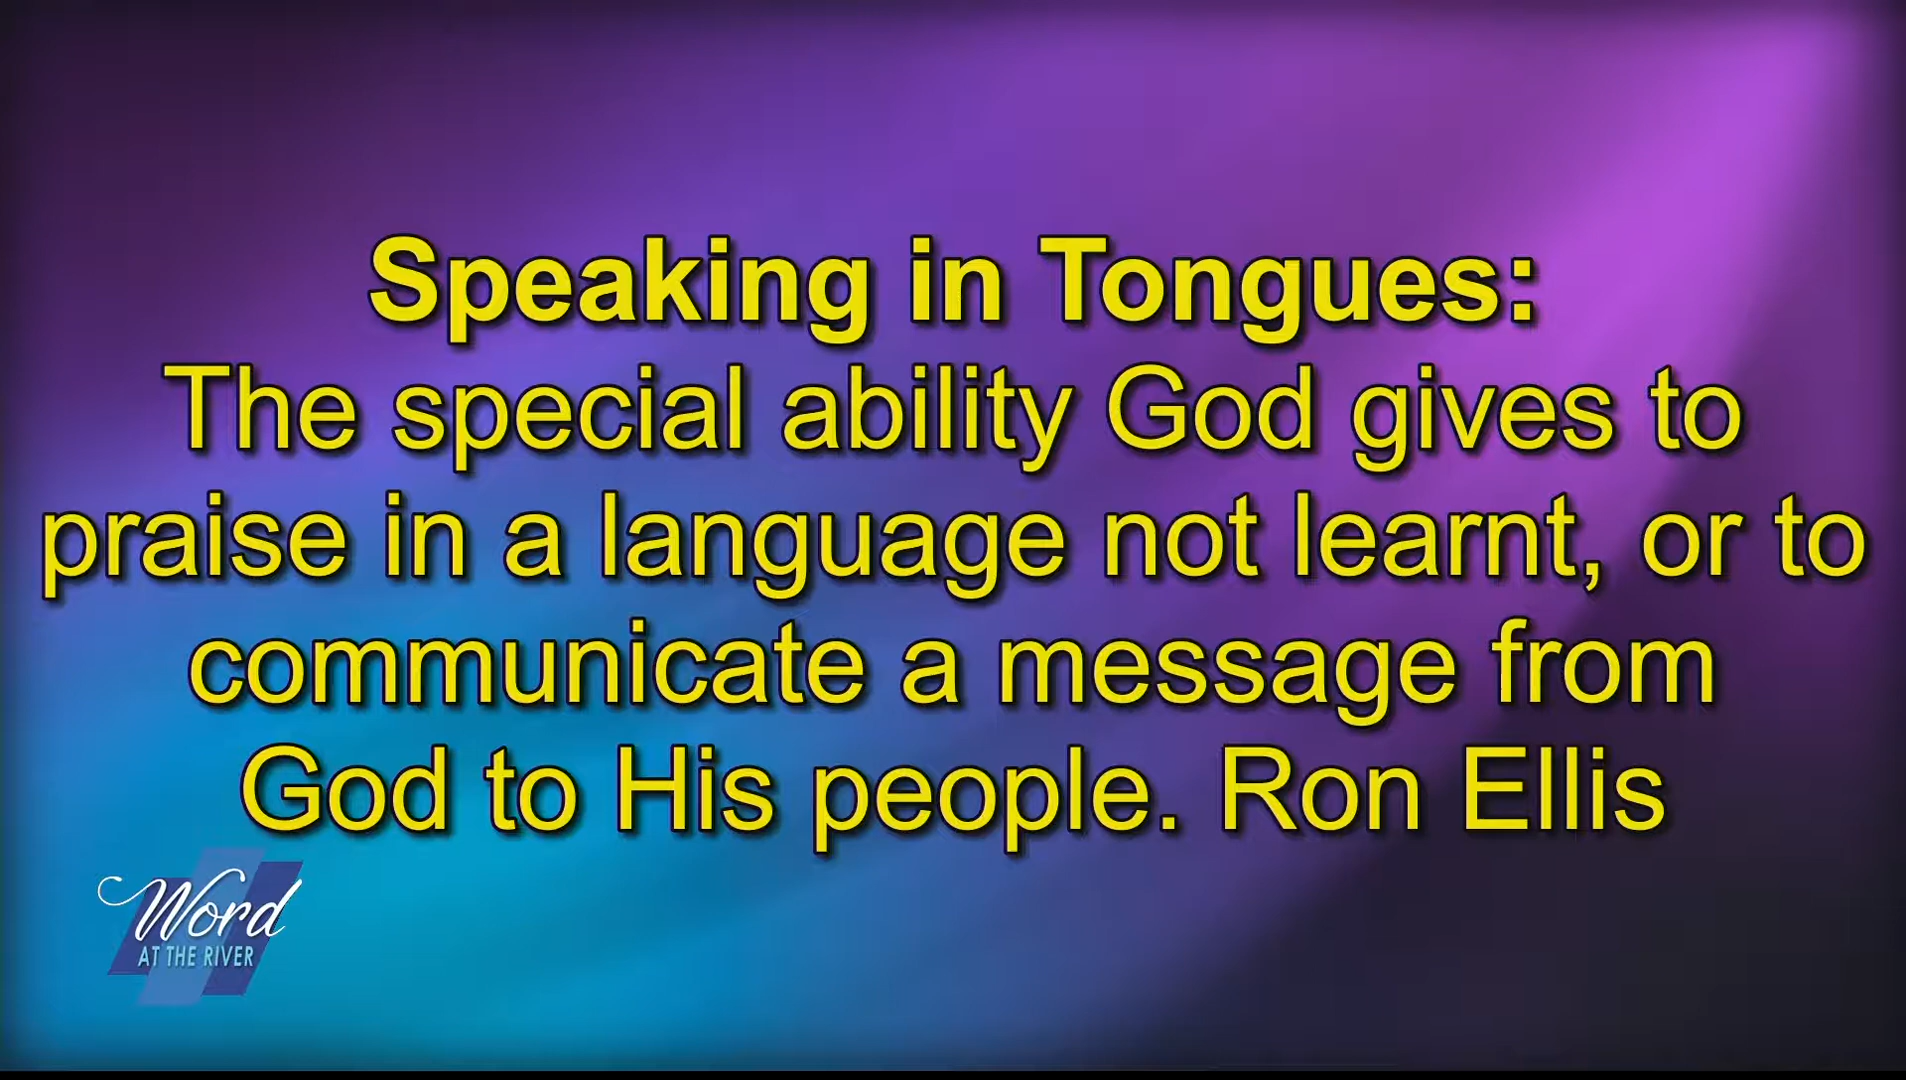 Speaking in Tongues:
The special ability God gives to
praise in a language not learnt, or to
communicate a message from
God to His people. Ron Ellis
Word
AT THE RIVER